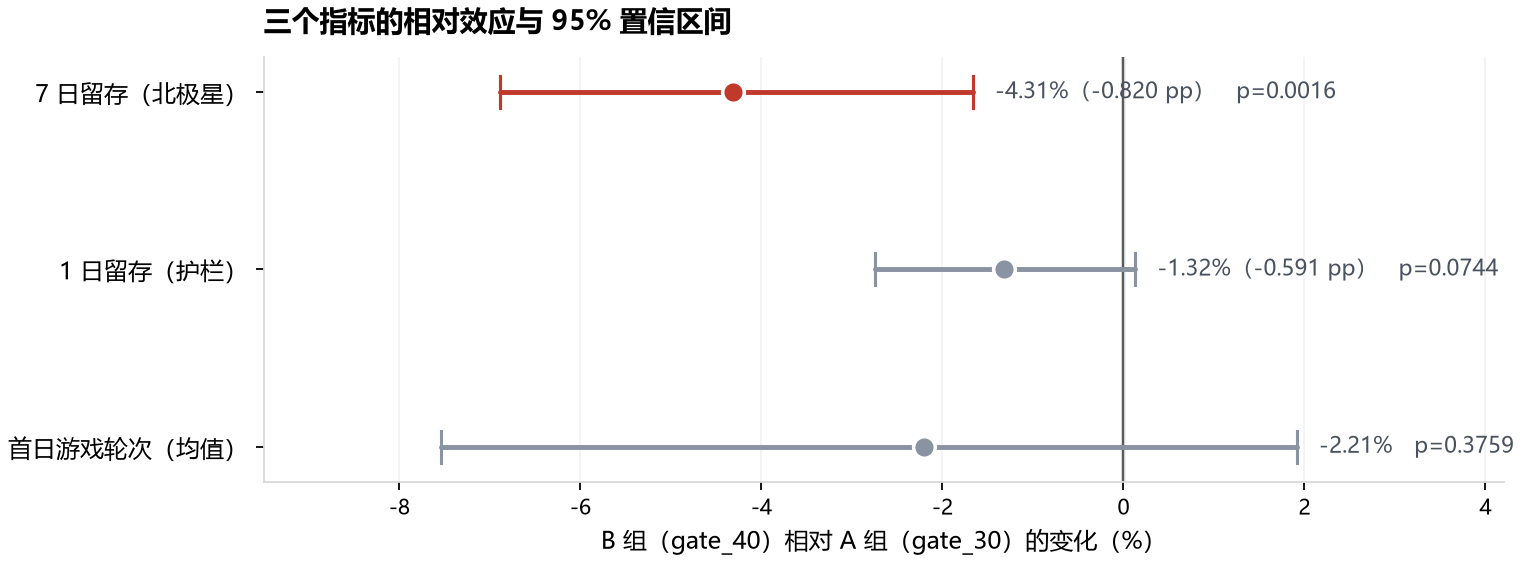 三个指标的相对效应与 95% 置信区间
7 日留存（北极星）
-4.31%（-0.820 pp） p=0.0016
1 日留存（护栏）
-1.32%（-0.591 pp） p=0.0744
首日游戏轮次（均值）
-2.21% p=0.3759
-8 -6 -4 -2 0 2 4
B 组（gate_40）相对 A 组（gate_30）的变化（%）